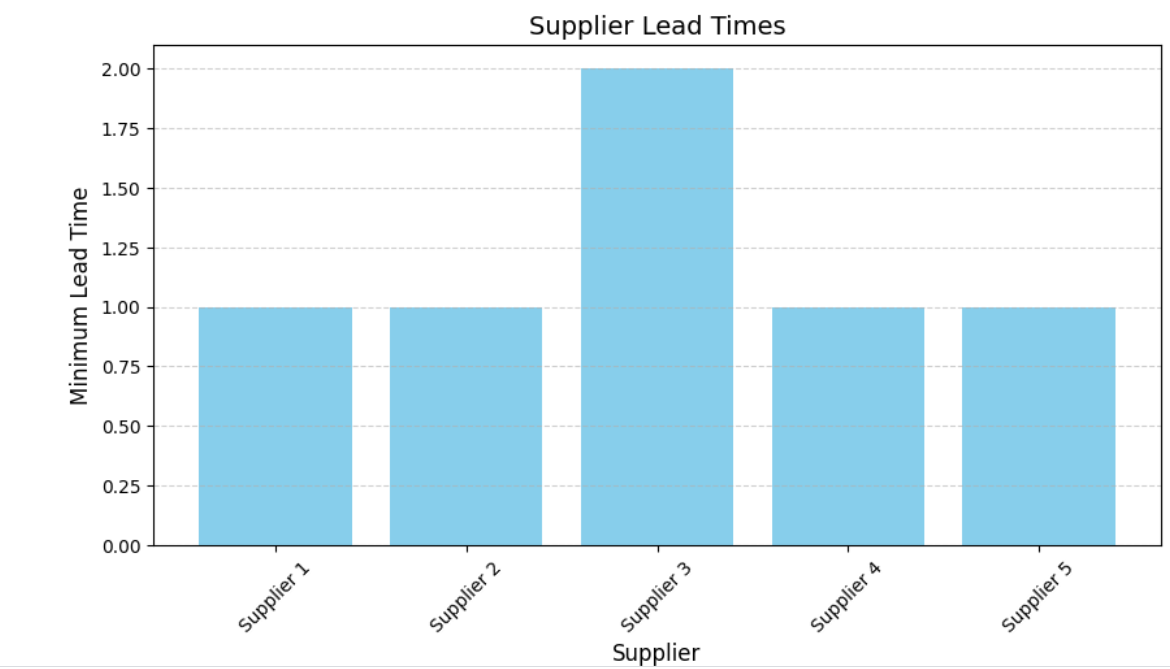 Supplier Lead Times
Minimum Lead Time
2.00
1.75
1.50
1.25
1.00
0.75
0.50
0.25
0.00
Supplier 1
Supplier 2
Supplier 3
Supplier 4
Supplier 5
Supplier